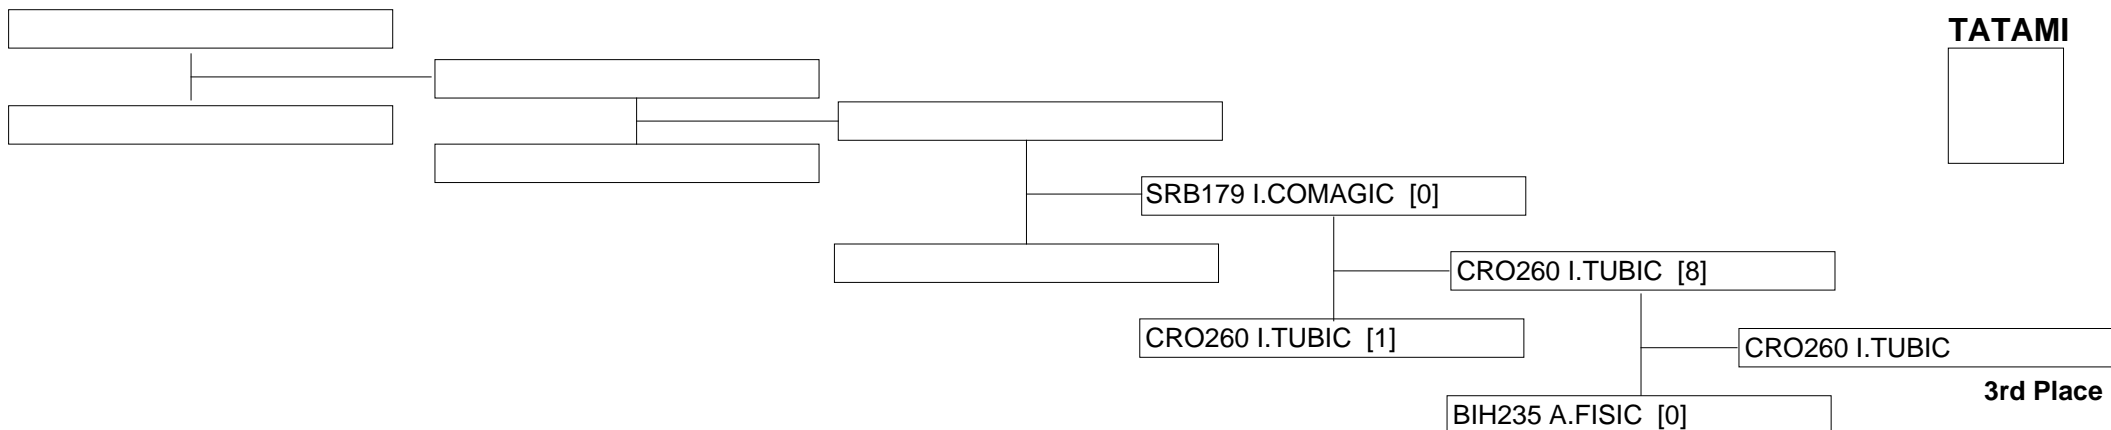 TATAMI
SRB179 I.COMAGIC [0]
CRO260 I.TUBIC [8]
CRO260 I.TUBIC [1]
CRO260 I.TUBIC
3rd Place
BIH235 A.FISIC [0]